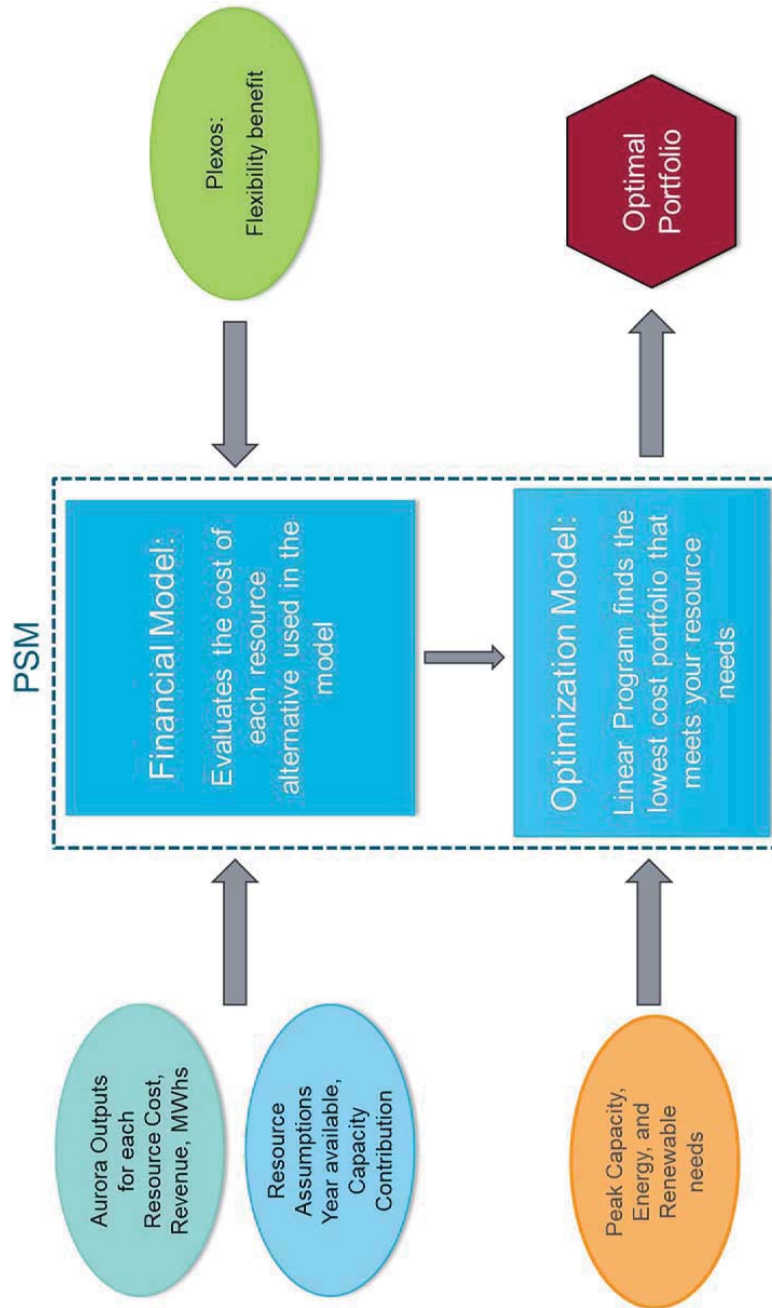 PSM
Aurora Outputs
for each
Resource Cost,
Revenue, MWhs
Resource
Assumptions
Year available,
Capacity
Contribution
Financial Model:
Evaluates the cost of
each resource
alternative used in the
model
Plexos:
Flexibility benefit
Peak Capacity,
Energy, and
Renewable
needs
Optimization Model:
Linear Program finds the
lowest cost portfolio that
meets your resource
needs
Optimal
Portfolio